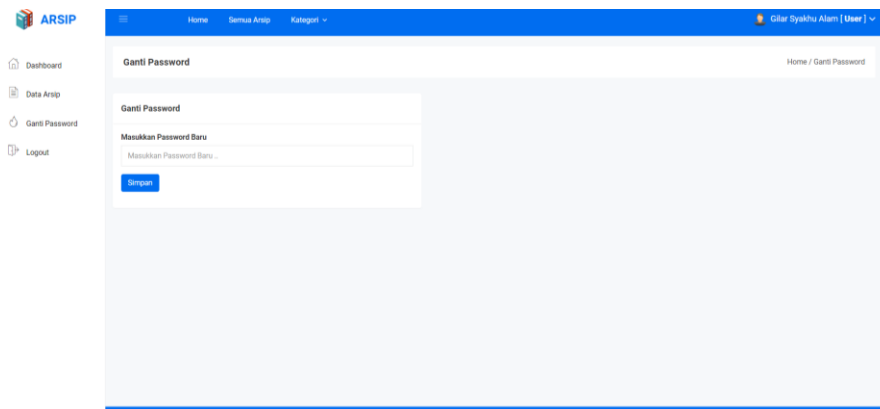 ARSIP
Home Semua Arsip Kategori
Gilar Syakhu Alam [ User ]
Dashboard
Data Arsip
Ganti Password
Logout
Ganti Password
Home / Ganti Password
Ganti Password
Masukkan Password Baru
Masukkan Password Baru ..
Simpan